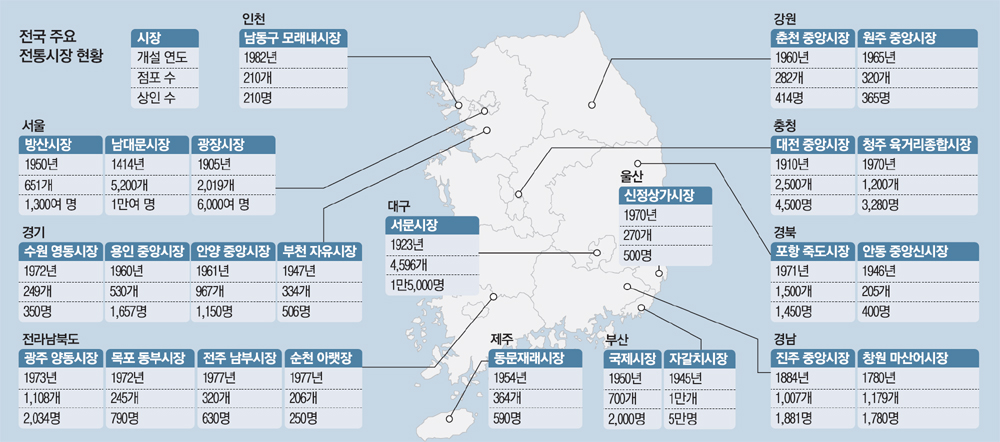 전국 주요
전통시장 현황
시장
개설 연도
점포 수
상인 수
인천
남동구 모래내시장
1982년
210개
210명
강원
춘천 중앙시장 원주 중앙시장
1960년 1965년
282개 320개
414명 365명
서울
방산시장 남대문시장 광장시장
1950년 1414년 1905년
651개 5,200개 2,019개
1,300여 명 1만여 명 6,000여 명
충청
대전 중앙시장 청주 육거리종합시장
1910년 1970년
2,500개 1,200개
4,500명 3,280명
울산
신정상가시장
1970년
270개
500명
대구
서문시장
1923년
4,596개
1만5,000명
경기
수원 영동시장 용인 중앙시장 안양 중앙시장 부천 자유시장
1972년 1960년 1961년 1947년
249개 530개 967개 334개
350명 1,657명 1,150명 506명
경북
포항 죽도시장 안동 중앙신시장
1971년 1946년
1,500개 205개
1,450명 400명
전라남북도
광주 양동시장 목포 동부시장 전주 남부시장 순천 아랫장
1973년 1972년 1977년 1977년
1,108개 245개 320개 206개
2,034명 790명 630명 250명
제주
동문재래시장
1954년
364개
590명
부산
국제시장 자갈치시장
1950년 1945년
700개 1만개
2,000명 5만명
경남
진주 중앙시장 창원 마산어시장
1884년 1780년
1,007개 1,179개
1,881명 1,780명